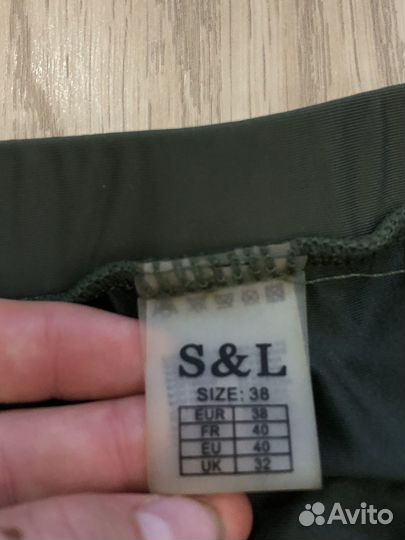 S & L
SIZE: 38
EUR 38
FR 40
EU 40
UK 32
Avito